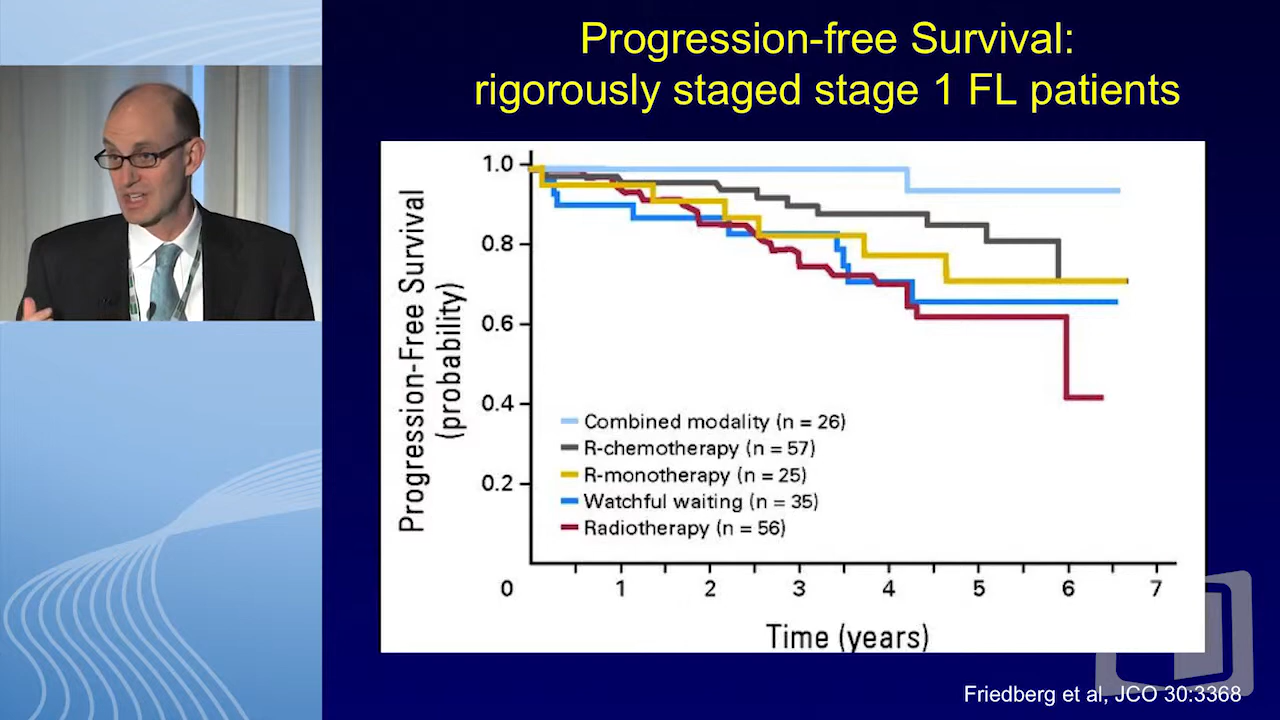 Progression-free Survival:
rigorously staged stage 1 FL patients
Progression-Free Survival
(probability)
1.0
0.8
0.6
0.4
0.2
Combined modality (n = 26)
R-chemotherapy (n = 57)
R-monotherapy (n = 25)
Watchful waiting (n = 35)
Radiotherapy (n = 56)
0 1 2 3 4 5 6 7
Time (years)
Friedberg et al, JCO 30:3368